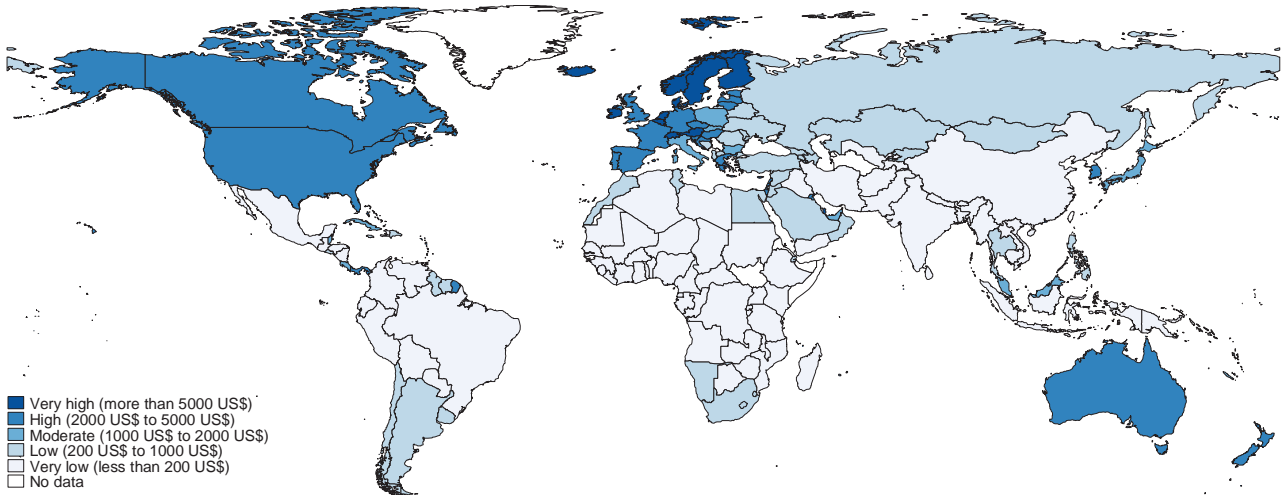 Very high (more than 5000 US$)
High (2000 US$ to 5000 US$)
Moderate (1000 US$ to 2000 US$)
Low (200 US$ to 1000 US$)
Very low (less than 200 US$)
No data